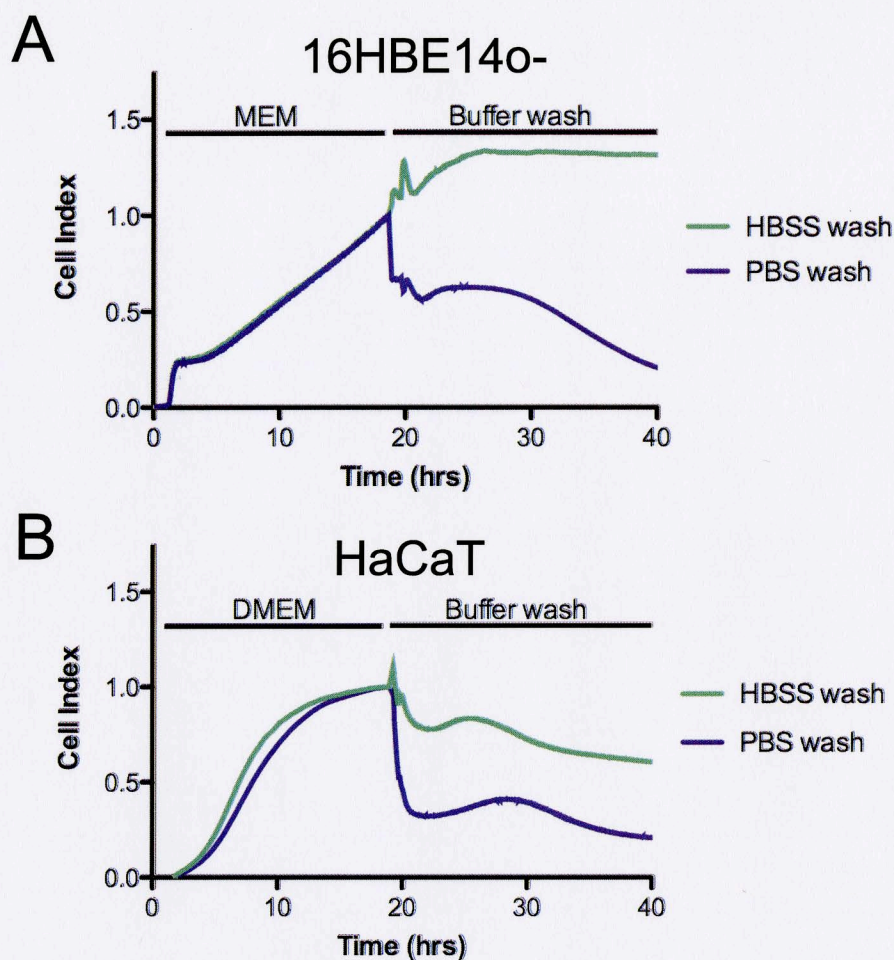 A
16HBE14o-
MEM
Buffer wash
1.5
1.0
0.5
0.0
Cell Index
HBSS wash
PBS wash
0 10 20 30 40
Time (hrs)
B
HaCaT
DMEM
Buffer wash
1.5
1.0
0.5
0.0
Cell Index
HBSS wash
PBS wash
0 10 20 30 40
Time (hrs)